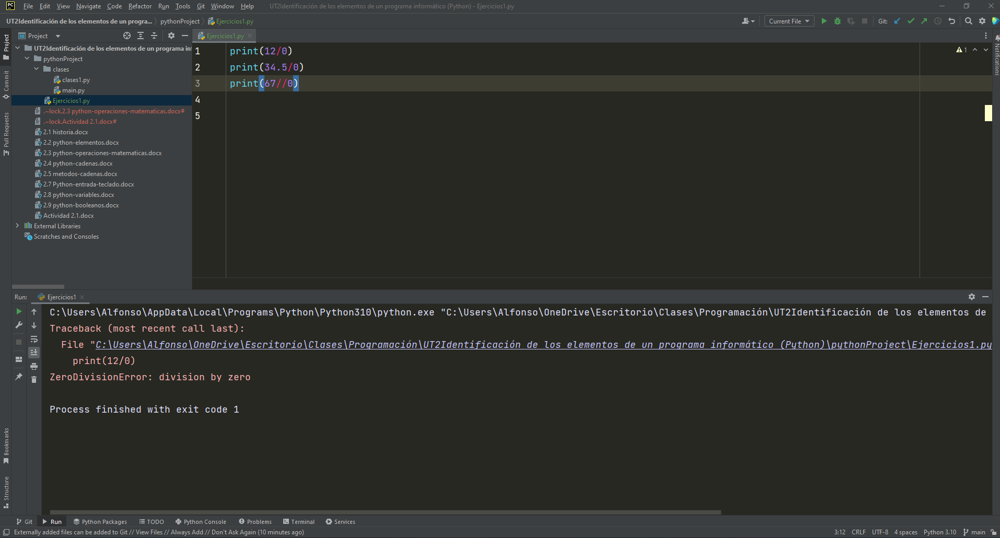 PC File Edit View Navigate Code Refactor Run Tools Git Window Help UT2Identificación de los elementos de un programa informático (Python) - Ejercicios1.py
UT2Identificación de los elementos de un progra... pythonProject Ejercicios1.py Current File Git:
Project Ejercicios1.py
UT2Identificación de los elementos de un programa in
pythonProject
clases
clases1.py
main.py
Ejercicios1.py
.~lock.2.3 python-operaciones-matematicas.docx#
.~lock.Actividad 2.1.docx#
2.1 historia.docx
2.2 python-elementos.docx
2.3 python-operaciones-matematicas.docx
2.4 python-cadenas.docx
2.5 metodos-cadenas.docx
2.7 Python-entrada-teclado.docx
2.8 python-variables.docx
2.9 python-booleanos.docx
Actividad 2.1.docx
External Libraries
Scratches and Consoles
1 print(12/0)
2 print(34.5/0)
3 print(67//0)
4
5
1
Project
Commit
Pull Requests
Bookmarks
Structure
Notifications
Run: Ejercicios1
C:\Users\Alfonso\AppData\Local\Programs\Python\Python310\python.exe "C:\Users\Alfonso\OneDrive\Escritorio\Clases\Programación\UT2Identificación de los elementos de
Traceback (most recent call last):
File "C:\Users\Alfonso\OneDrive\Escritorio\Clases\Programación\UT2Identificación de los elementos de un programa informático (Python)\pythonProject\Ejercicios1.py
print(12/0)
ZeroDivisionError: division by zero
Process finished with exit code 1
Git Run Python Packages TODO Python Console Problems Terminal Services
Externally added files can be added to Git // View Files // Always Add // Don't Ask Again (10 minutes ago) 3:12 CRLF UTF-8 4 spaces Python 3.10 main